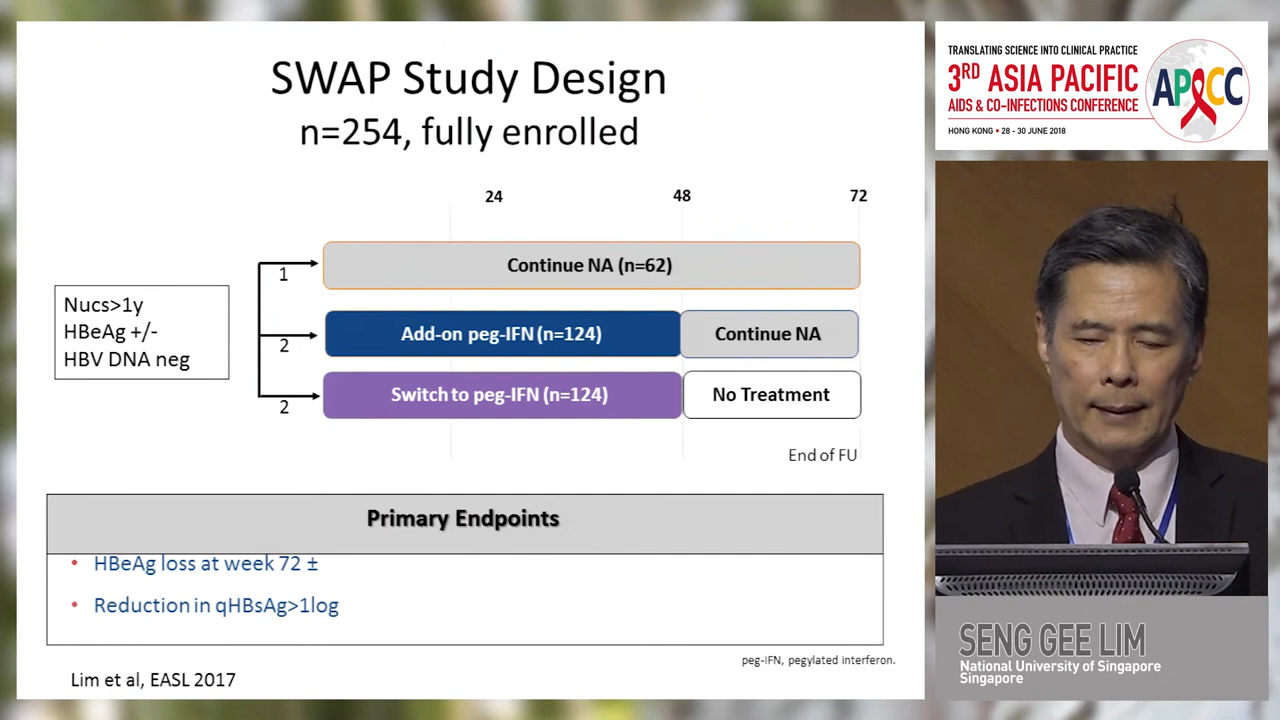 SWAP Study Design
n=254, fully enrolled
24 48 72
Continue NA (n=62)
1
Nucs>1y
HBeAg +/-
HBV DNA neg
Add-on peg-IFN (n=124) Continue NA
2
Switch to peg-IFN (n=124) No Treatment
2
End of FU
Primary Endpoints
• HBeAg loss at week 72 ±
• Reduction in qHBsAg>1log
peg-IFN, pegylated interferon.
Lim et al, EASL 2017
TRANSLATING SCIENCE INTO CLINICAL PRACTICE
3RD ASIA PACIFIC
AIDS & CO-INFECTIONS CONFERENCE
HONG KONG • 28 - 30 JUNE 2018
APACC
SENG GEE LIM
National University of Singapore
Singapore